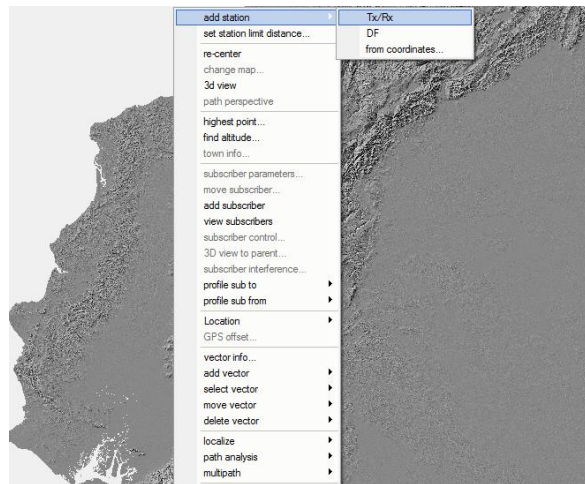 add station
Tx/Rx
DF
from coordinates...
set station limit distance...
re-center
change map...
3d view
path perspective
highest point...
find altitude...
town info...
subscriber parameters...
move subscriber...
add subscriber
view subscribers
subscriber control...
3D view to parent...
subscriber interference...
profile sub to
profile sub from
Location
GPS offset...
vector info...
add vector
select vector
move vector
delete vector
localize
path analysis
multipath